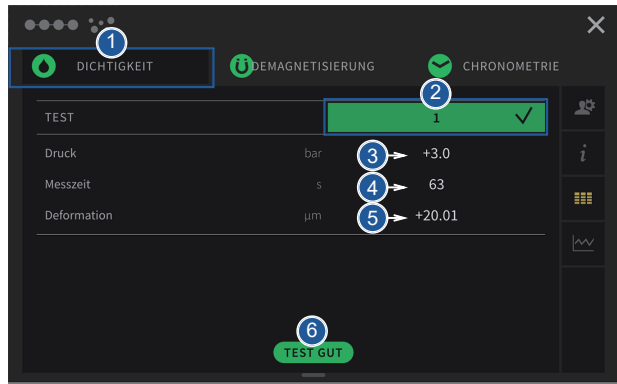 1
DICHTIGKEIT DEMAGNETISIERUNG CHRONOMETRIE
2
TEST 1
Druck bar 3 +3.0
Messzeit s 4 63
Deformation µm 5 +20.01
6
TEST GUT